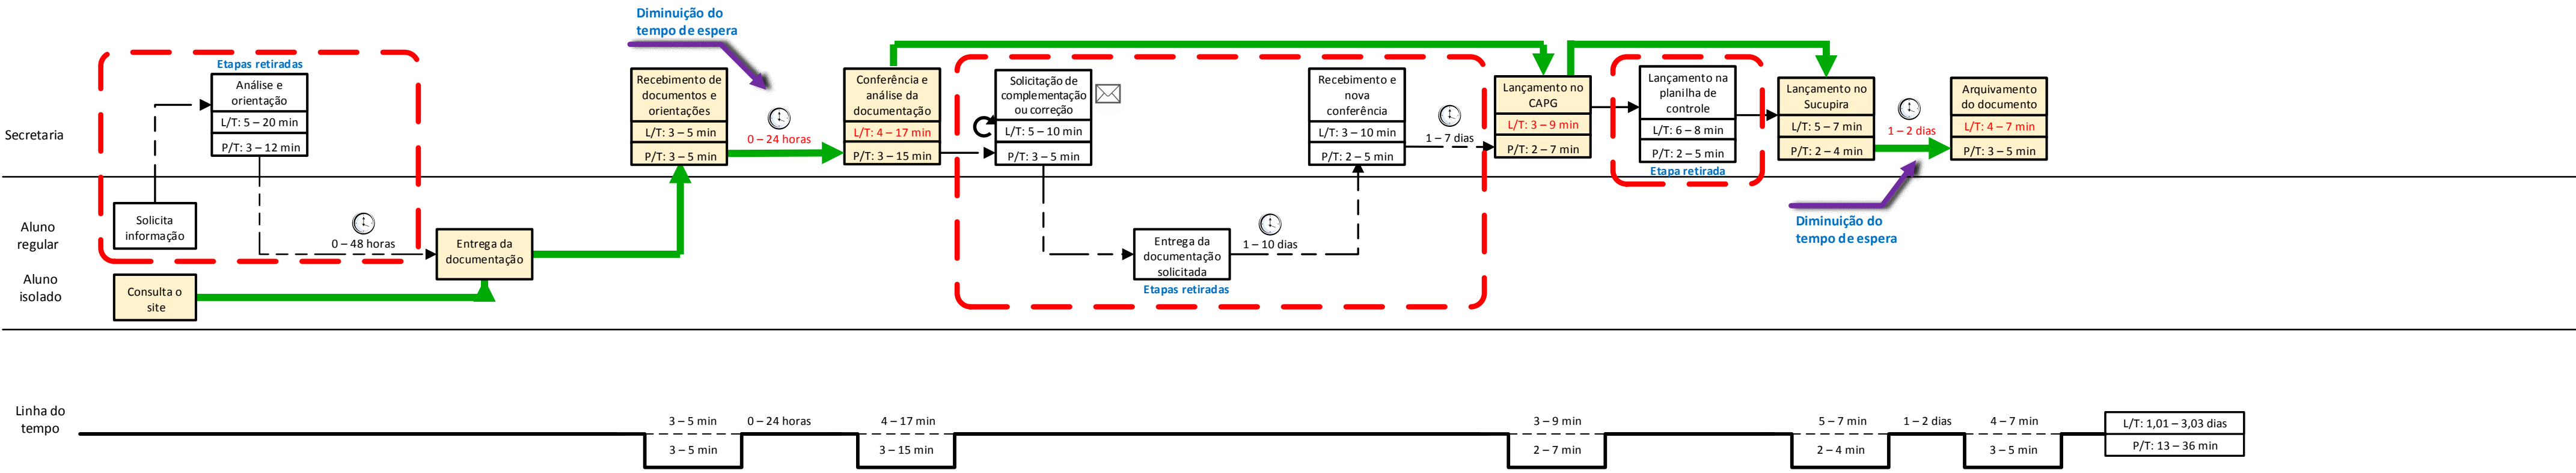 Secretaria
Etapas retiradas
Análise e
orientação
L/T: 5 – 20 min
P/T: 3 – 12 min
Diminuição do
tempo de espera
Recebimento de
documentos e
orientações
L/T: 3 – 5 min
P/T: 3 – 5 min
0 – 24 horas
Conferência e
análise da
documentação
L/T: 4 – 17 min
P/T: 3 – 15 min
Solicitação de
complementação
ou correção
L/T: 5 – 10 min
P/T: 3 – 5 min
Recebimento e
nova
conferência
L/T: 3 – 10 min
P/T: 2 – 5 min
1 – 7 dias
Lançamento no
CAPG
L/T: 3 – 9 min
P/T: 2 – 7 min
Lançamento na
planilha de
controle
L/T: 6 – 8 min
P/T: 2 – 5 min
Etapa retirada
Lançamento no
Sucupira
L/T: 5 – 7 min
P/T: 2 – 4 min
1 – 2 dias
Arquivamento
do documento
L/T: 4 – 7 min
P/T: 3 – 5 min
Diminuição do
tempo de espera
Aluno
regular
Solicita
informação
0 – 48 horas
Entrega da
documentação
Entrega da
documentação
solicitada
1 – 10 dias
Etapas retiradas
Aluno
isolado
Consulta o
site
Linha do
tempo
3 – 5 min
3 – 5 min
0 – 24 horas
4 – 17 min
3 – 15 min
3 – 9 min
2 – 7 min
5 – 7 min
2 – 4 min
1 – 2 dias
4 – 7 min
3 – 5 min
L/T: 1,01 – 3,03 dias
P/T: 13 – 36 min